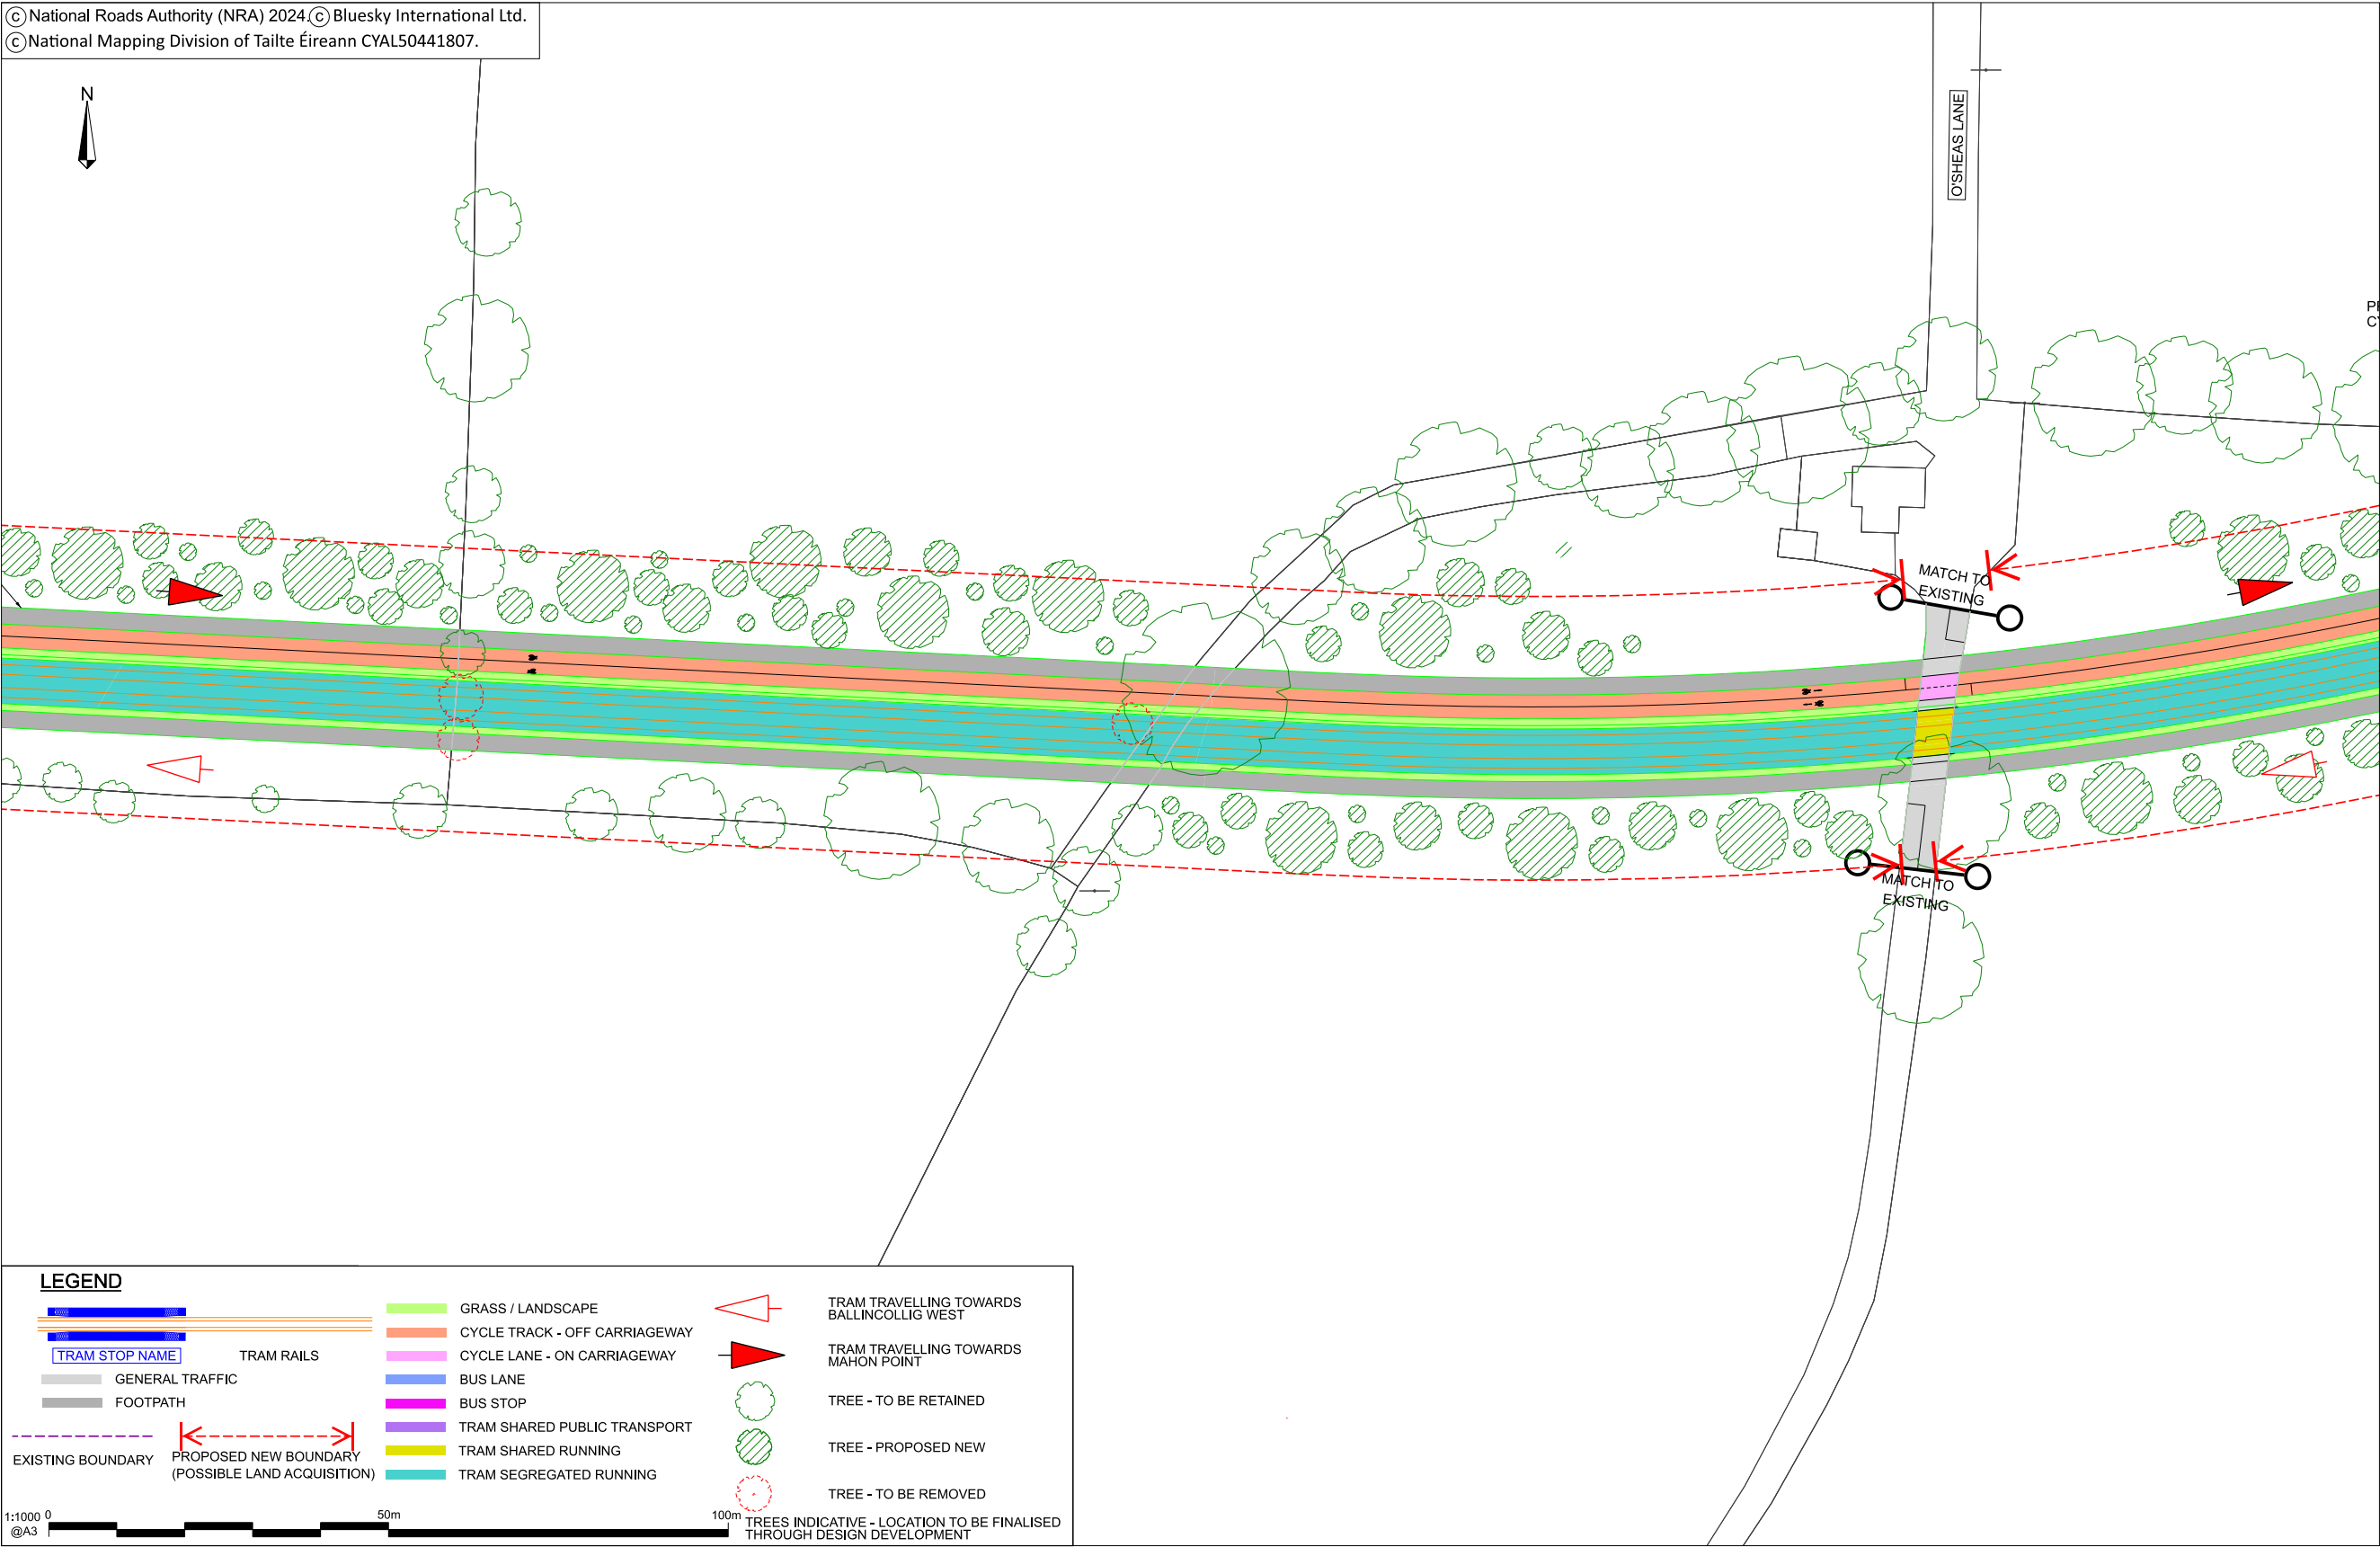 © National Roads Authority (NRA) 2024. © Bluesky International Ltd.
© National Mapping Division of Tailte Éireann CYAL50441807.
N
O'SHEAS LANE
MATCH TO
EXISTING
MATCH TO
EXISTING
LEGEND
TRAM STOP NAME
TRAM RAILS
GENERAL TRAFFIC
FOOTPATH
EXISTING BOUNDARY
PROPOSED NEW BOUNDARY
(POSSIBLE LAND ACQUISITION)
GRASS / LANDSCAPE
CYCLE TRACK - OFF CARRIAGEWAY
CYCLE LANE - ON CARRIAGEWAY
BUS LANE
BUS STOP
TRAM SHARED PUBLIC TRANSPORT
TRAM SHARED RUNNING
TRAM SEGREGATED RUNNING
TRAM TRAVELLING TOWARDS
BALLINCOLLIG WEST
TRAM TRAVELLING TOWARDS
MAHON POINT
TREE - TO BE RETAINED
TREE - PROPOSED NEW
TREE - TO BE REMOVED
TREES INDICATIVE - LOCATION TO BE FINALISED
THROUGH DESIGN DEVELOPMENT
1:1000
@A3
0
50m
100m